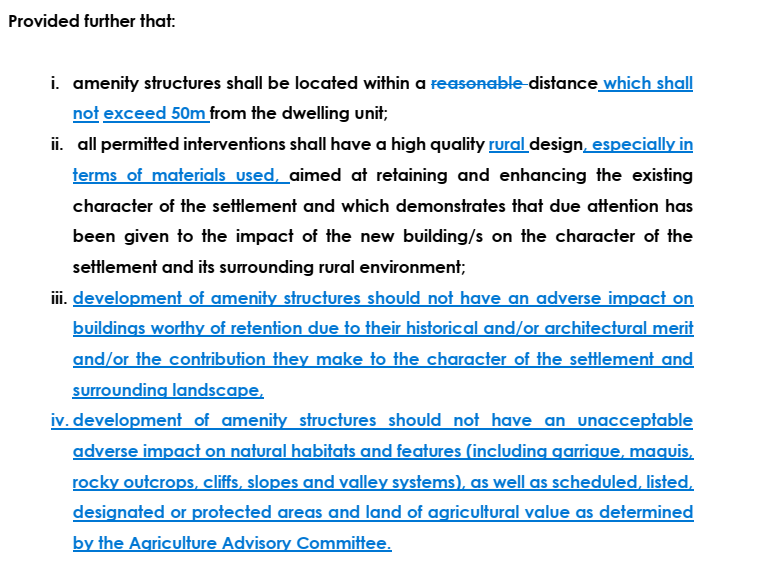 Provided further that:
i. amenity structures shall be located within a reasonable distance which shall
not exceed 50m from the dwelling unit;
ii. all permitted interventions shall have a high quality rural design, especially in
terms of materials used, aimed at retaining and enhancing the existing
character of the settlement and which demonstrates that due attention has
been given to the impact of the new building/s on the character of the
settlement and its surrounding rural environment;
iii. development of amenity structures should not have an adverse impact on
buildings worthy of retention due to their historical and/or architectural merit
and/or the contribution they make to the character of the settlement and
surrounding landscape,
iv. development of amenity structures should not have an unacceptable
adverse impact on natural habitats and features (including garrigue, maquis,
rocky outcrops, cliffs, slopes and valley systems), as well as scheduled, listed,
designated or protected areas and land of agricultural value as determined
by the Agriculture Advisory Committee.